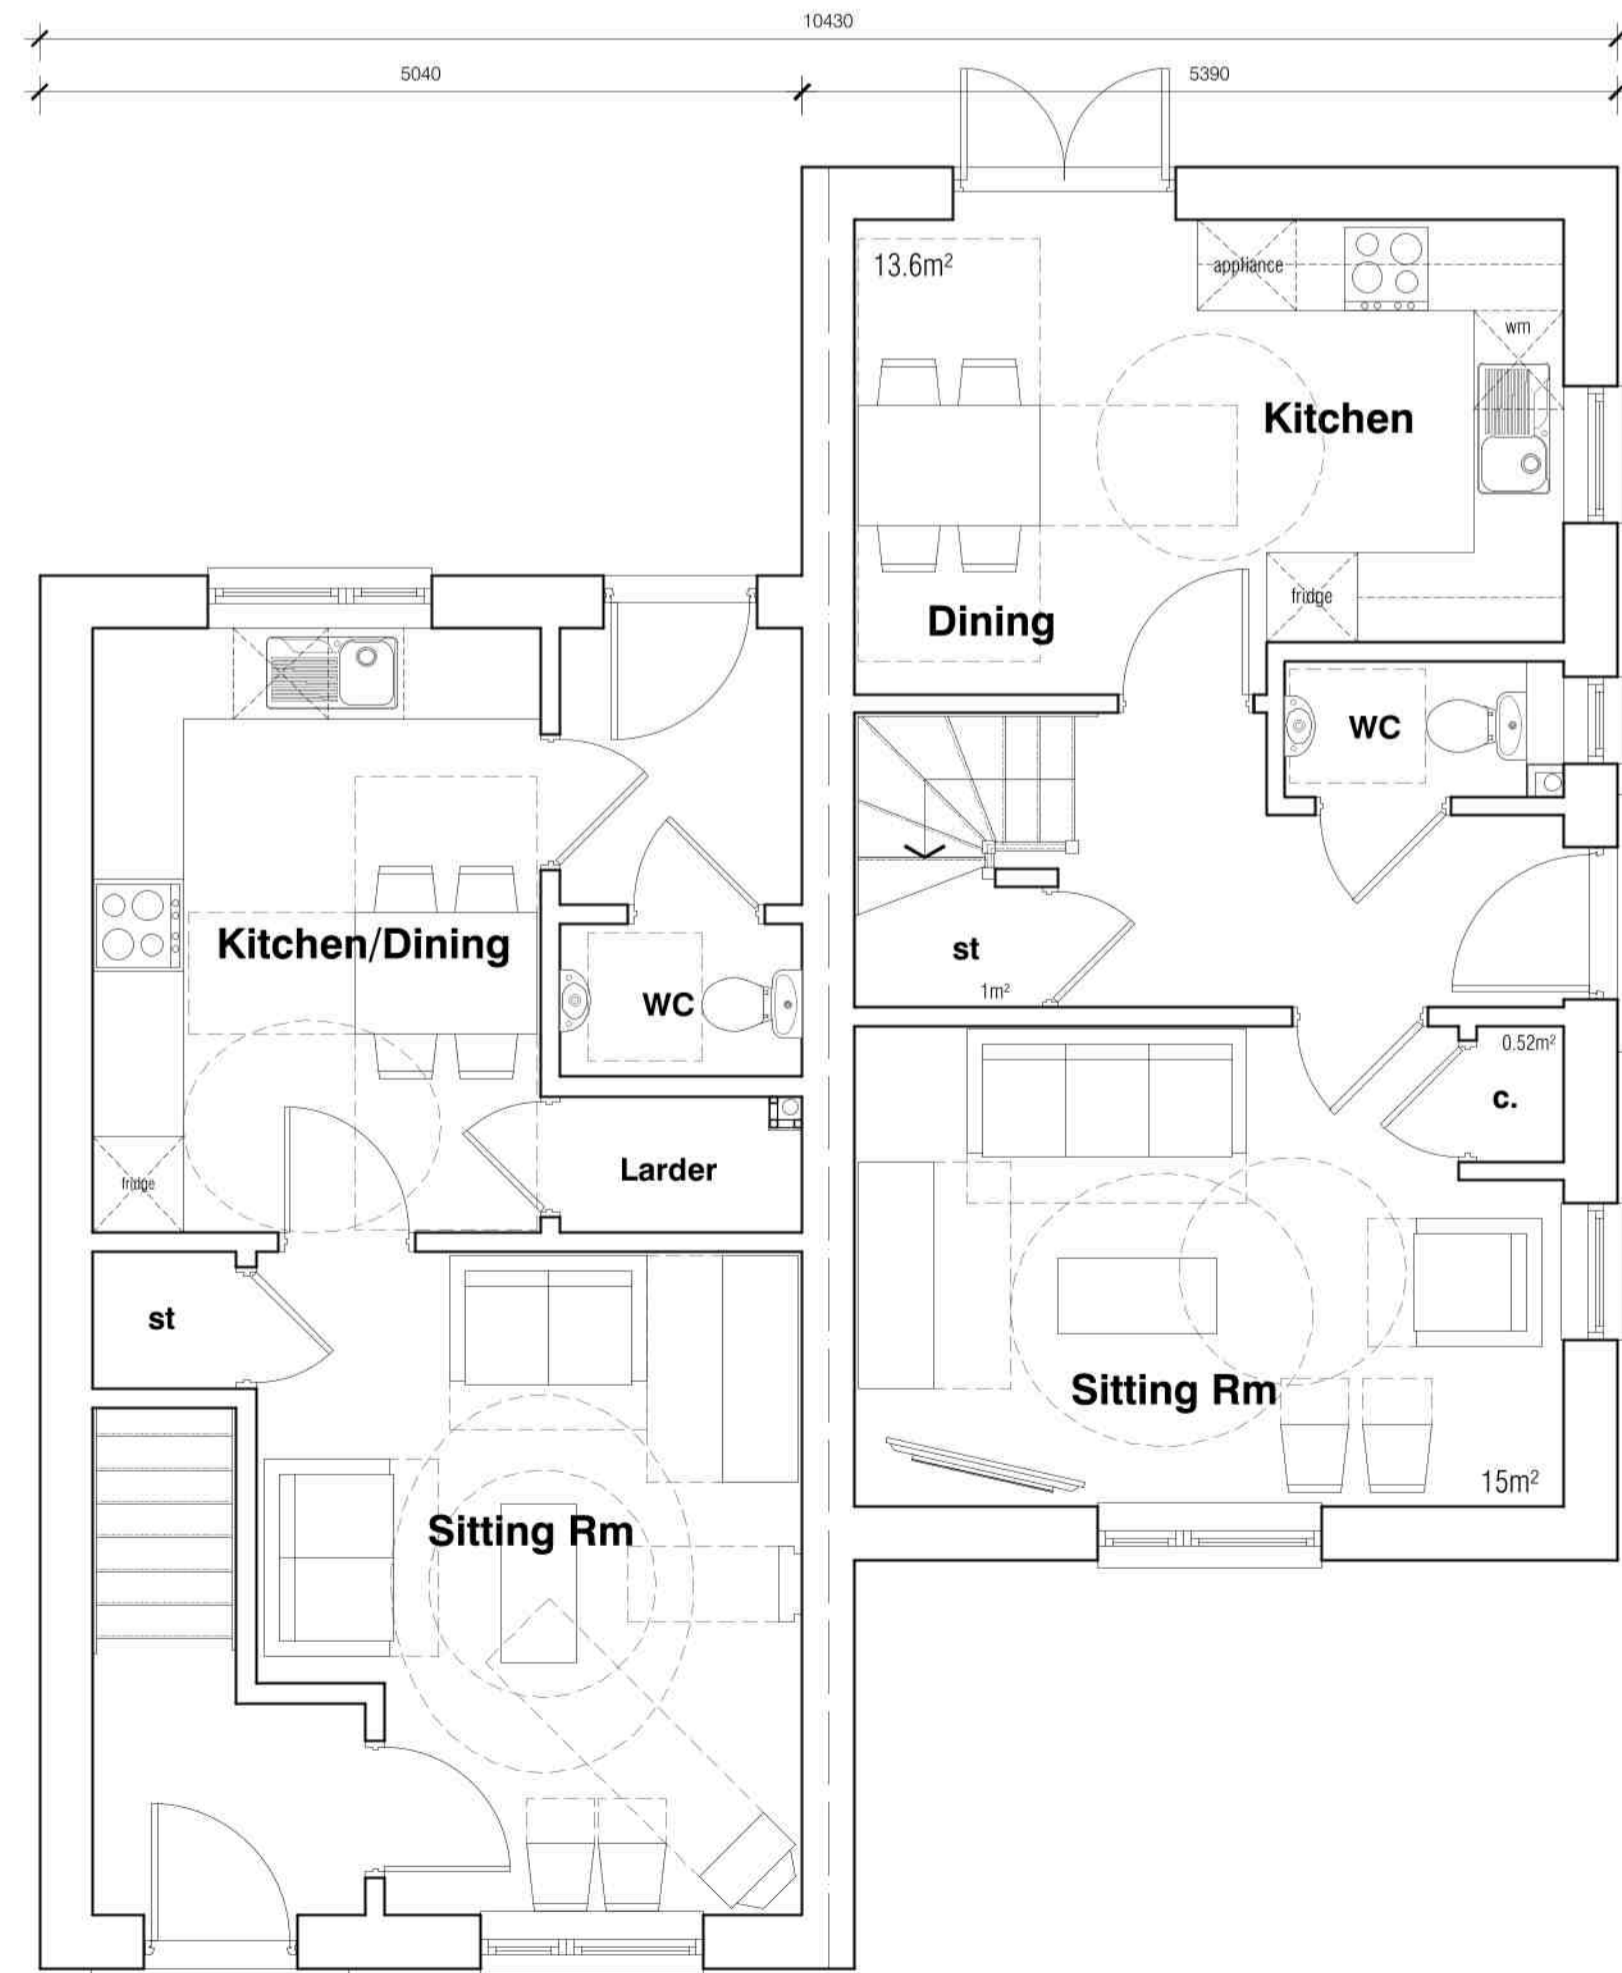 10430
5040
5390
13.6m²
appliance
wm
Kitchen
fridge
Dining
WC
Kitchen/Dining
st
1m²
WC
0.52m²
c.
Larder
fridge
st
Sitting Rm
15m²
Sitting Rm